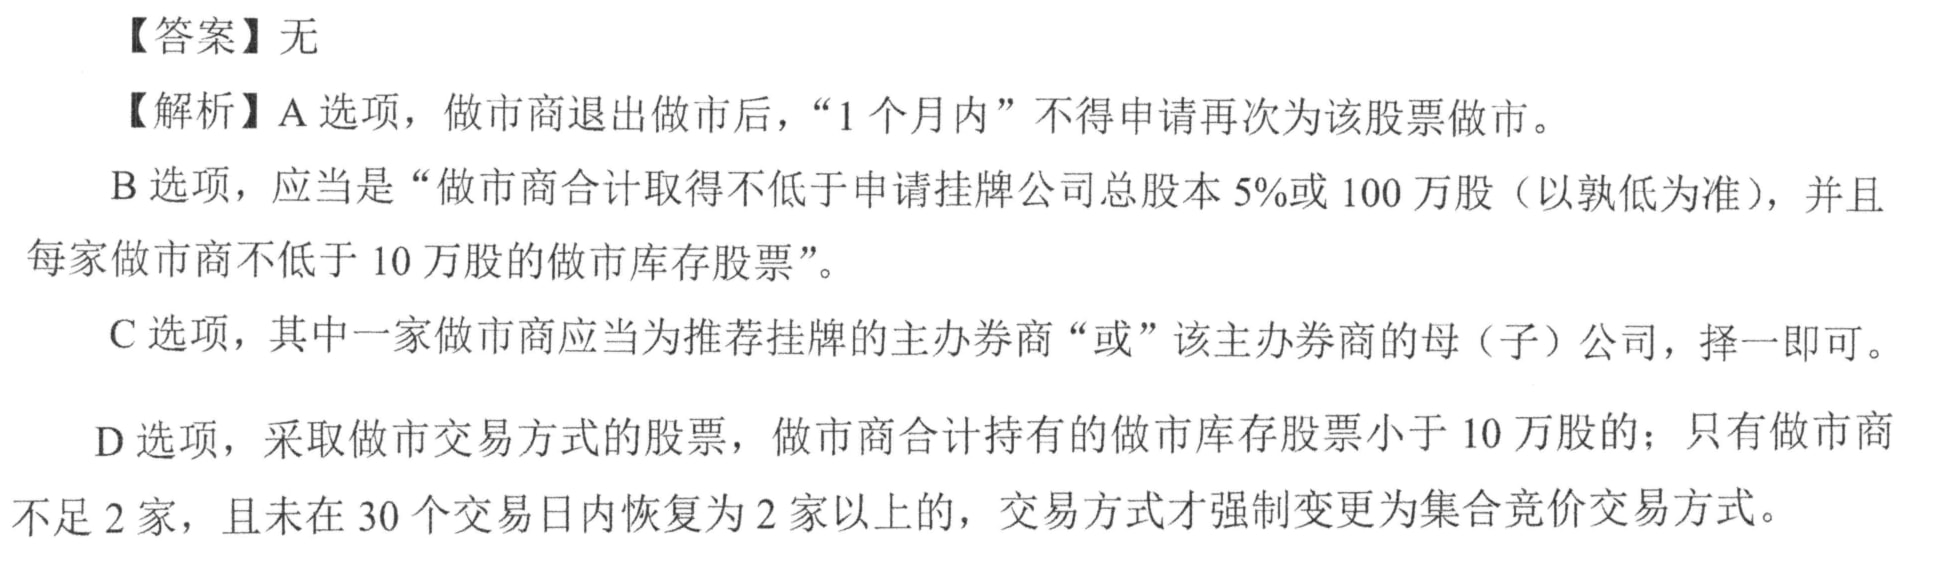 【答案】无
【解析】A 选项，做市商退出做市后，“1 个月内”不得申请再次为该股票做市。
B 选项，应当是“做市商合计取得不低于申请挂牌公司总股本 5%或 100 万股（以孰低为准），并且
每家做市商不低于 10 万股的做市库存股票”。
C 选项，其中一家做市商应当为推荐挂牌的主办券商“或”该主办券商的母（子）公司，择一即可。
D 选项，采取做市交易方式的股票，做市商合计持有的做市库存股票小于 10 万股的；只有做市商
不足 2 家，且未在 30 个交易日内恢复为 2 家以上的，交易方式才强制变更为集合竞价交易方式。